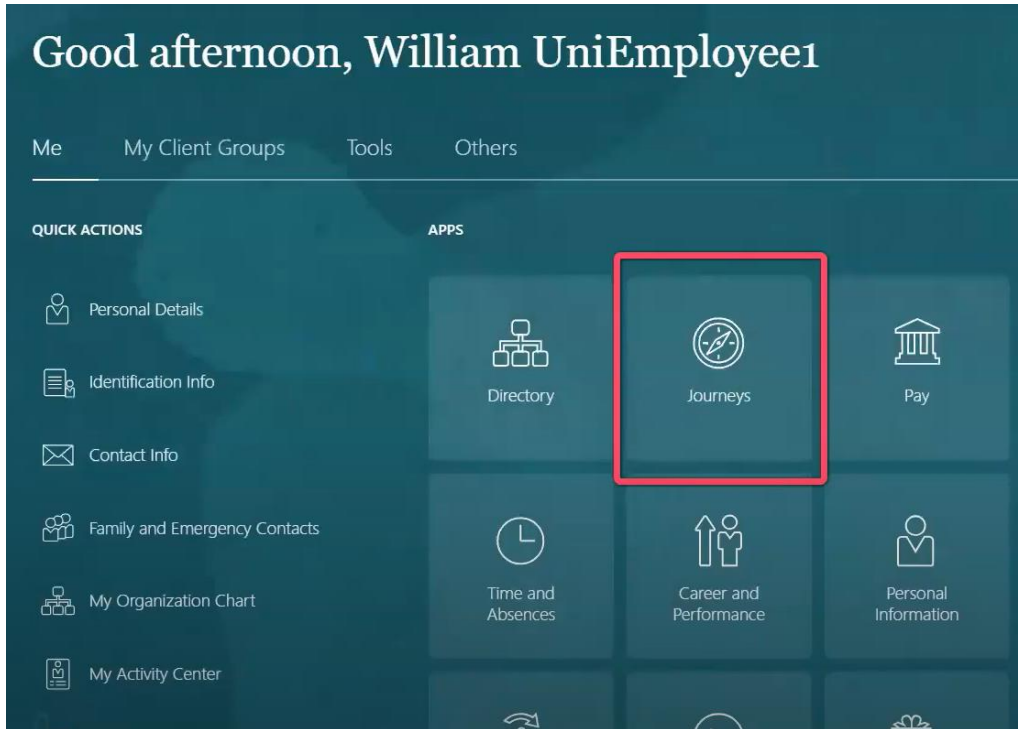 Good afternoon, William UniEmployee1
Me
My Client Groups
Tools
Others
QUICK ACTIONS
Personal Details
Identification Info
Contact Info
Family and Emergency Contacts
My Organization Chart
My Activity Center
APPS
Directory
Journeys
Pay
Time and
Absences
Career and
Performance
Personal
Information